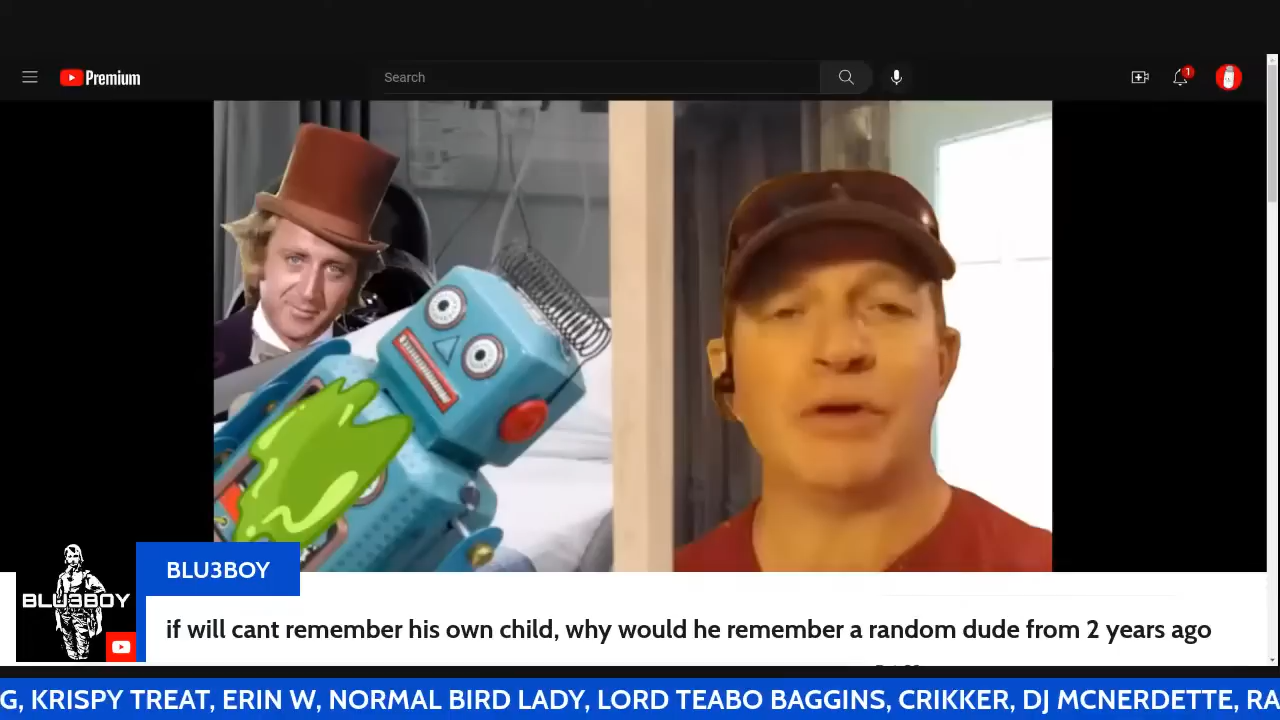 Premium
Search
1
BLU3BOY
BLU3BOY
if will cant remember his own child, why would he remember a random dude from 2 years ago
G, KRISPY TREAT, ERIN W, NORMAL BIRD LADY, LORD TEABO BAGGINS, CRIKKER, DJ MCNERDETTE, RA